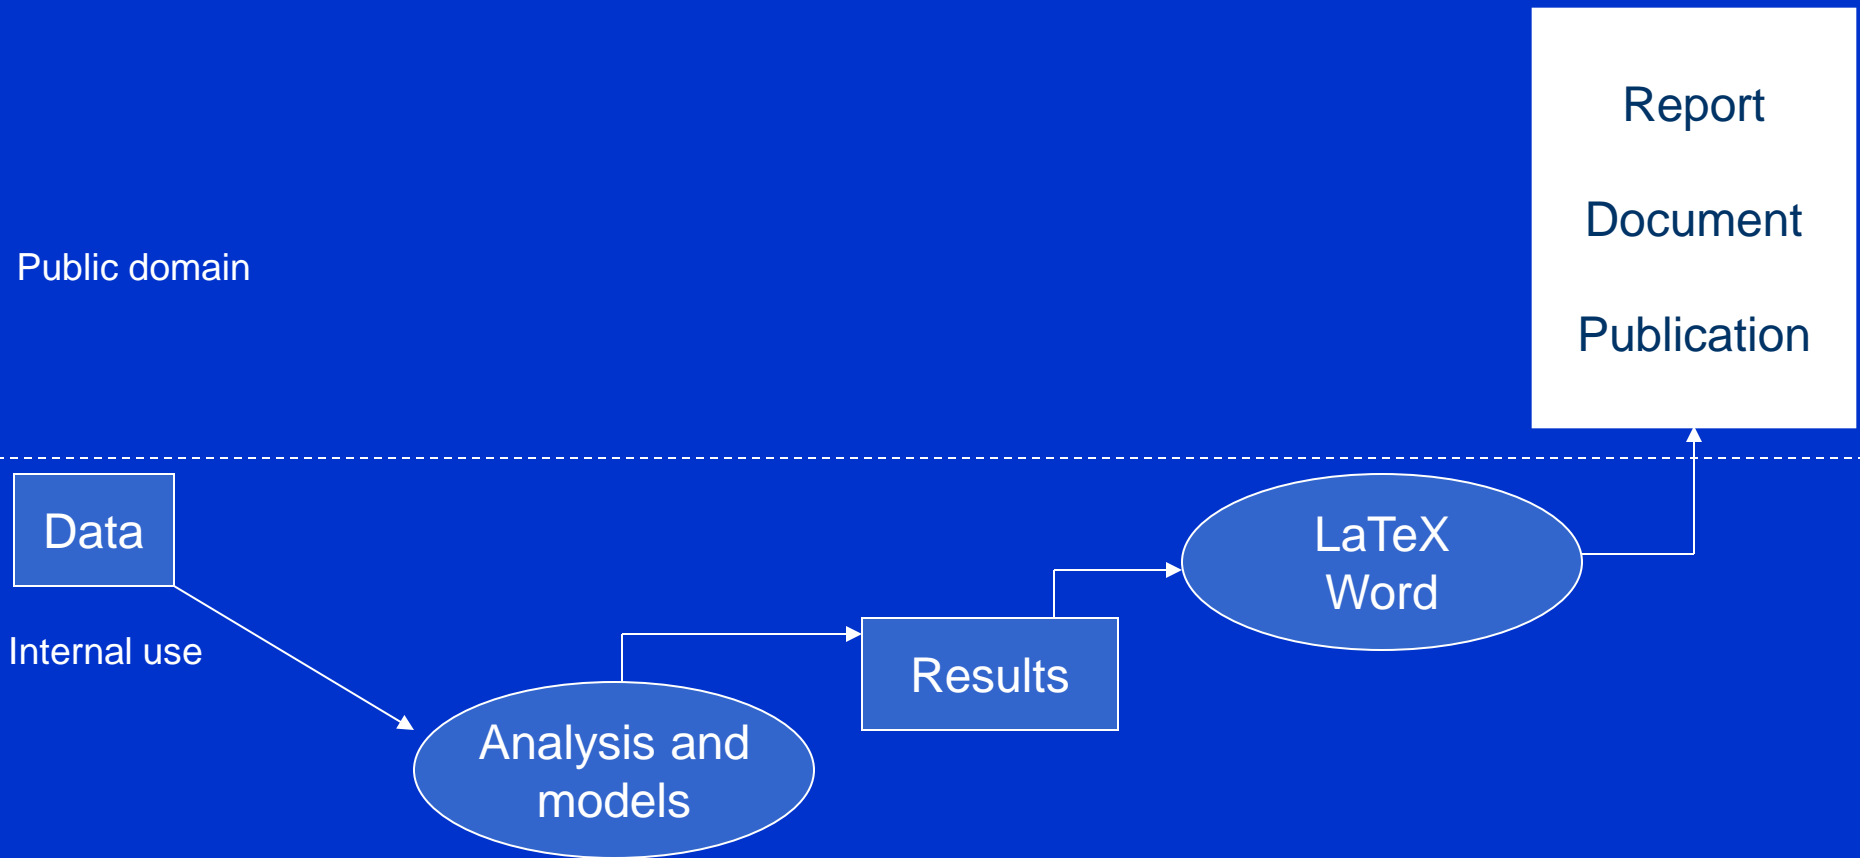 Report
Document
Publication
Public domain
Data
Internal use
Analysis and
models
Results
LaTeX
Word